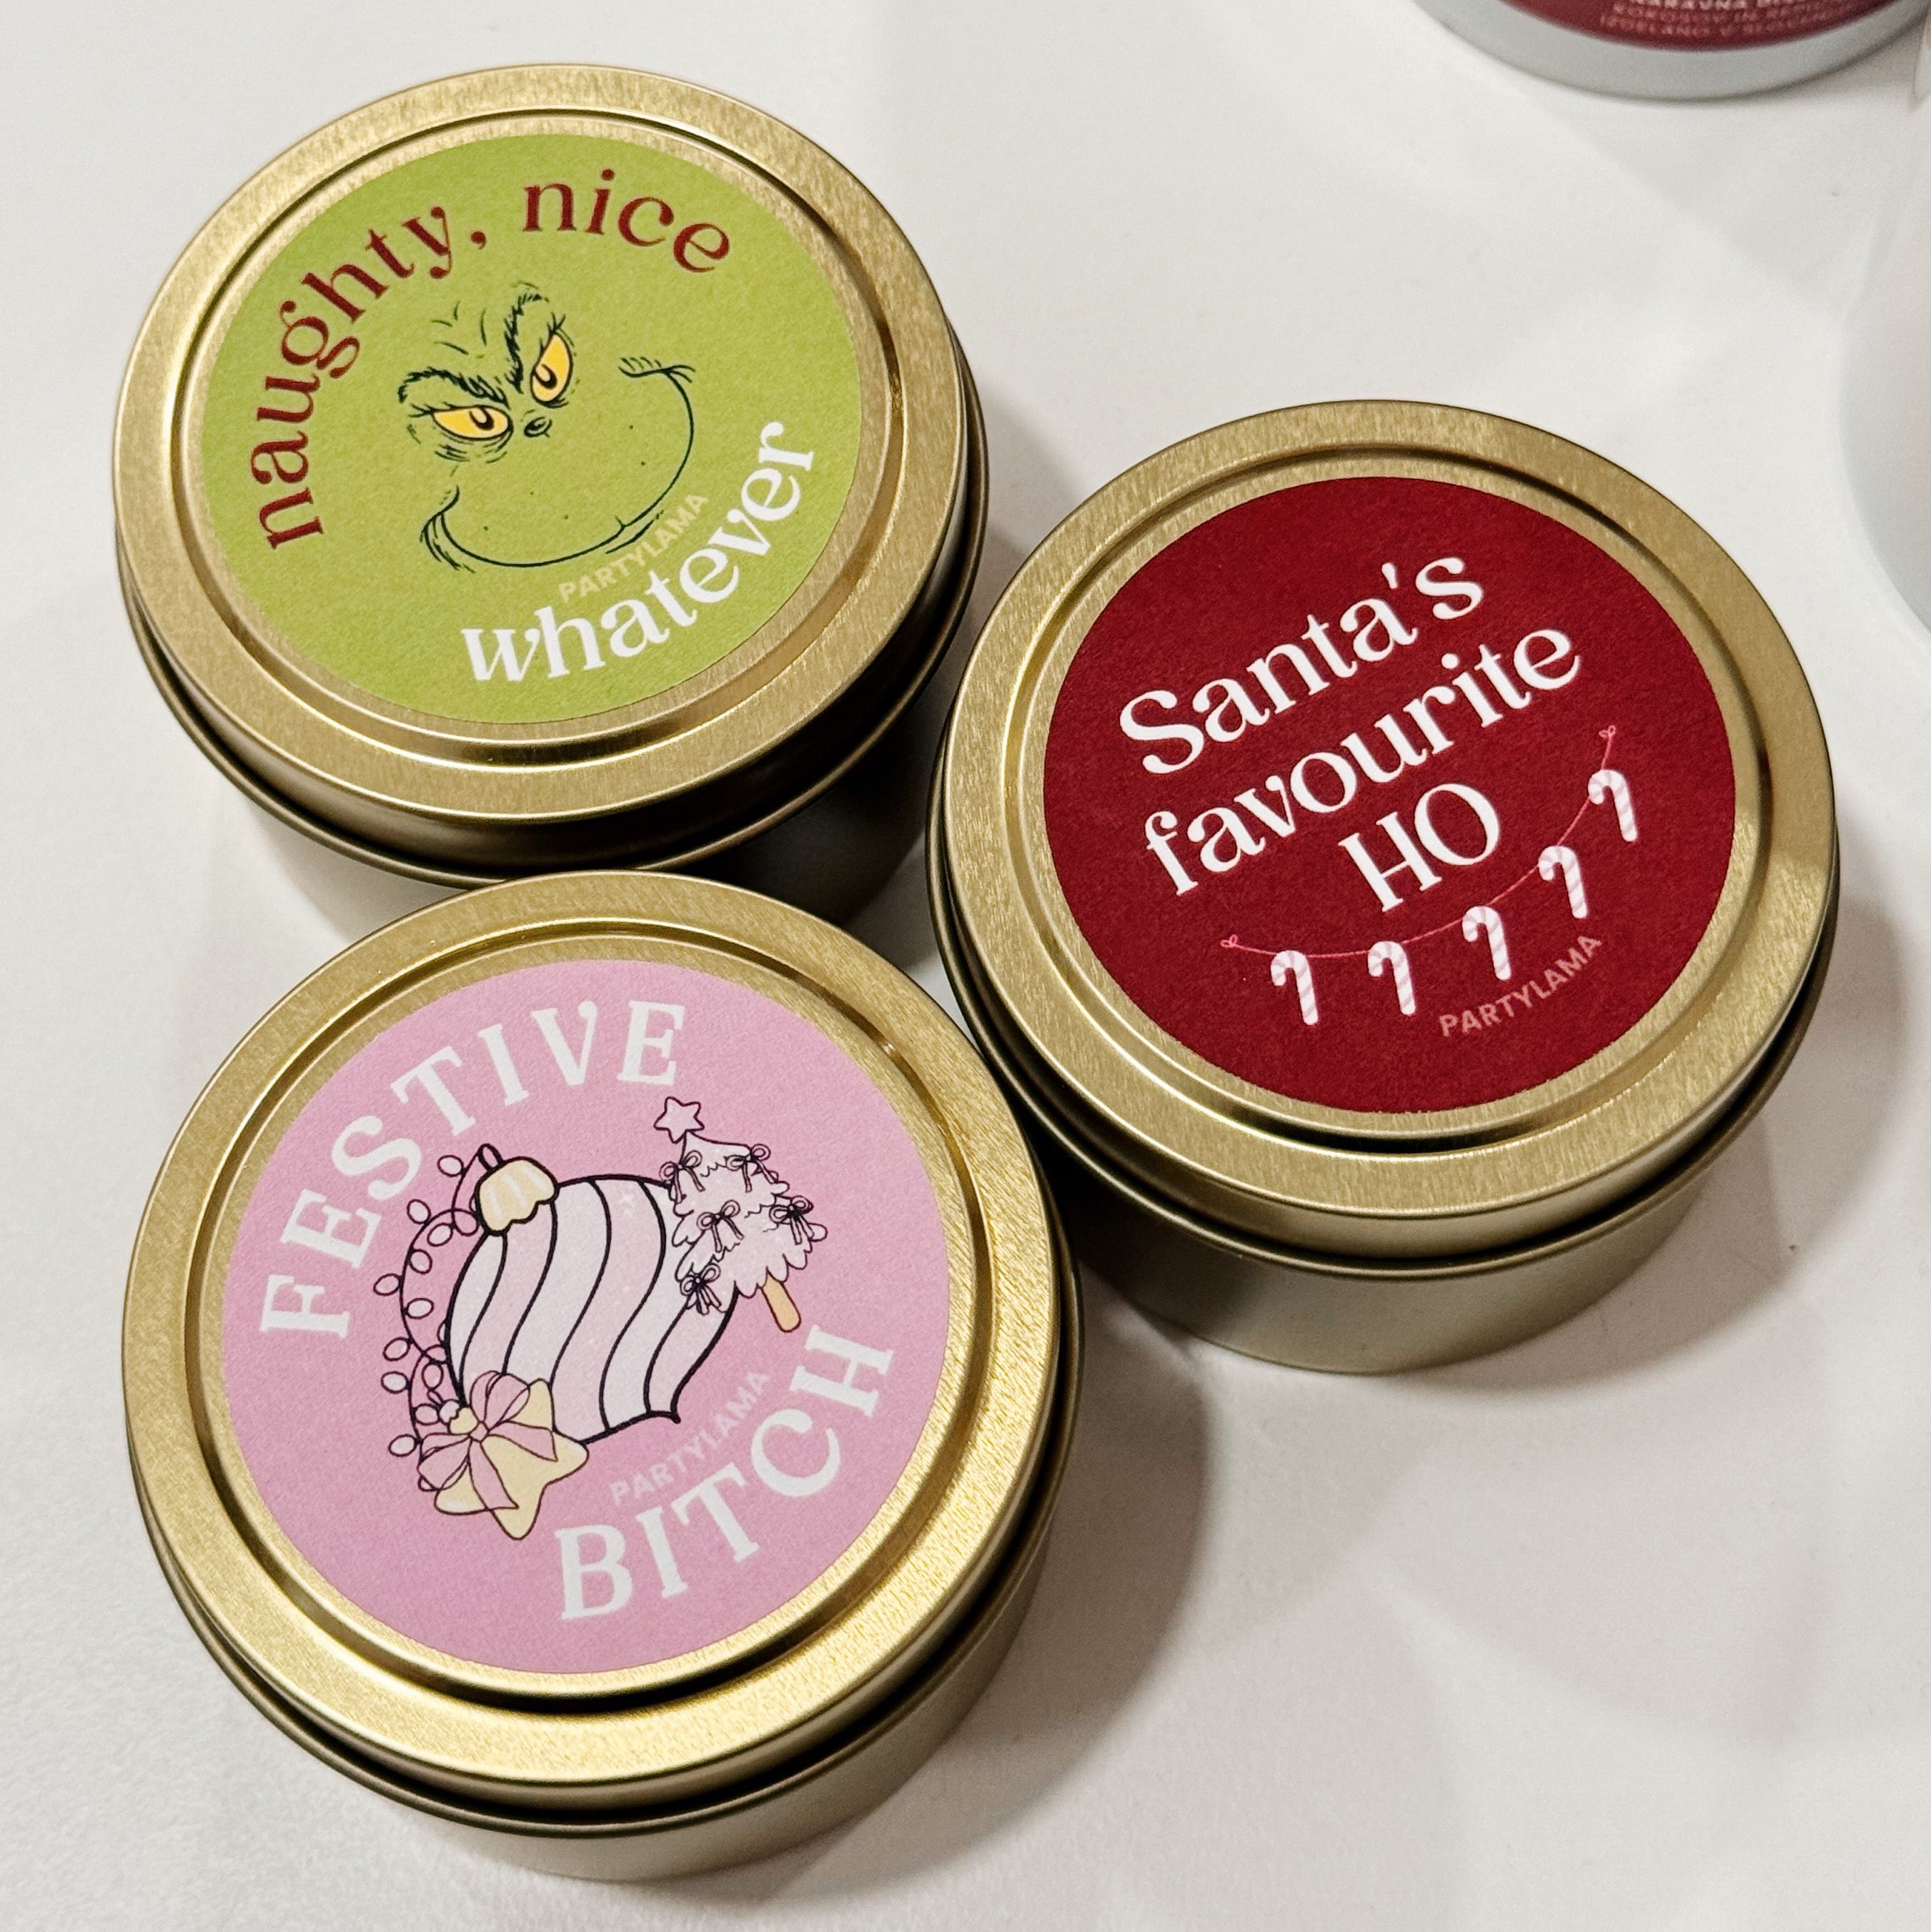 naughty, nice
PARTYLAMA
whatever
Santa's
favourite
HO
PARTYLAMA
FESTIVE
PARTYLAMA
BITCH